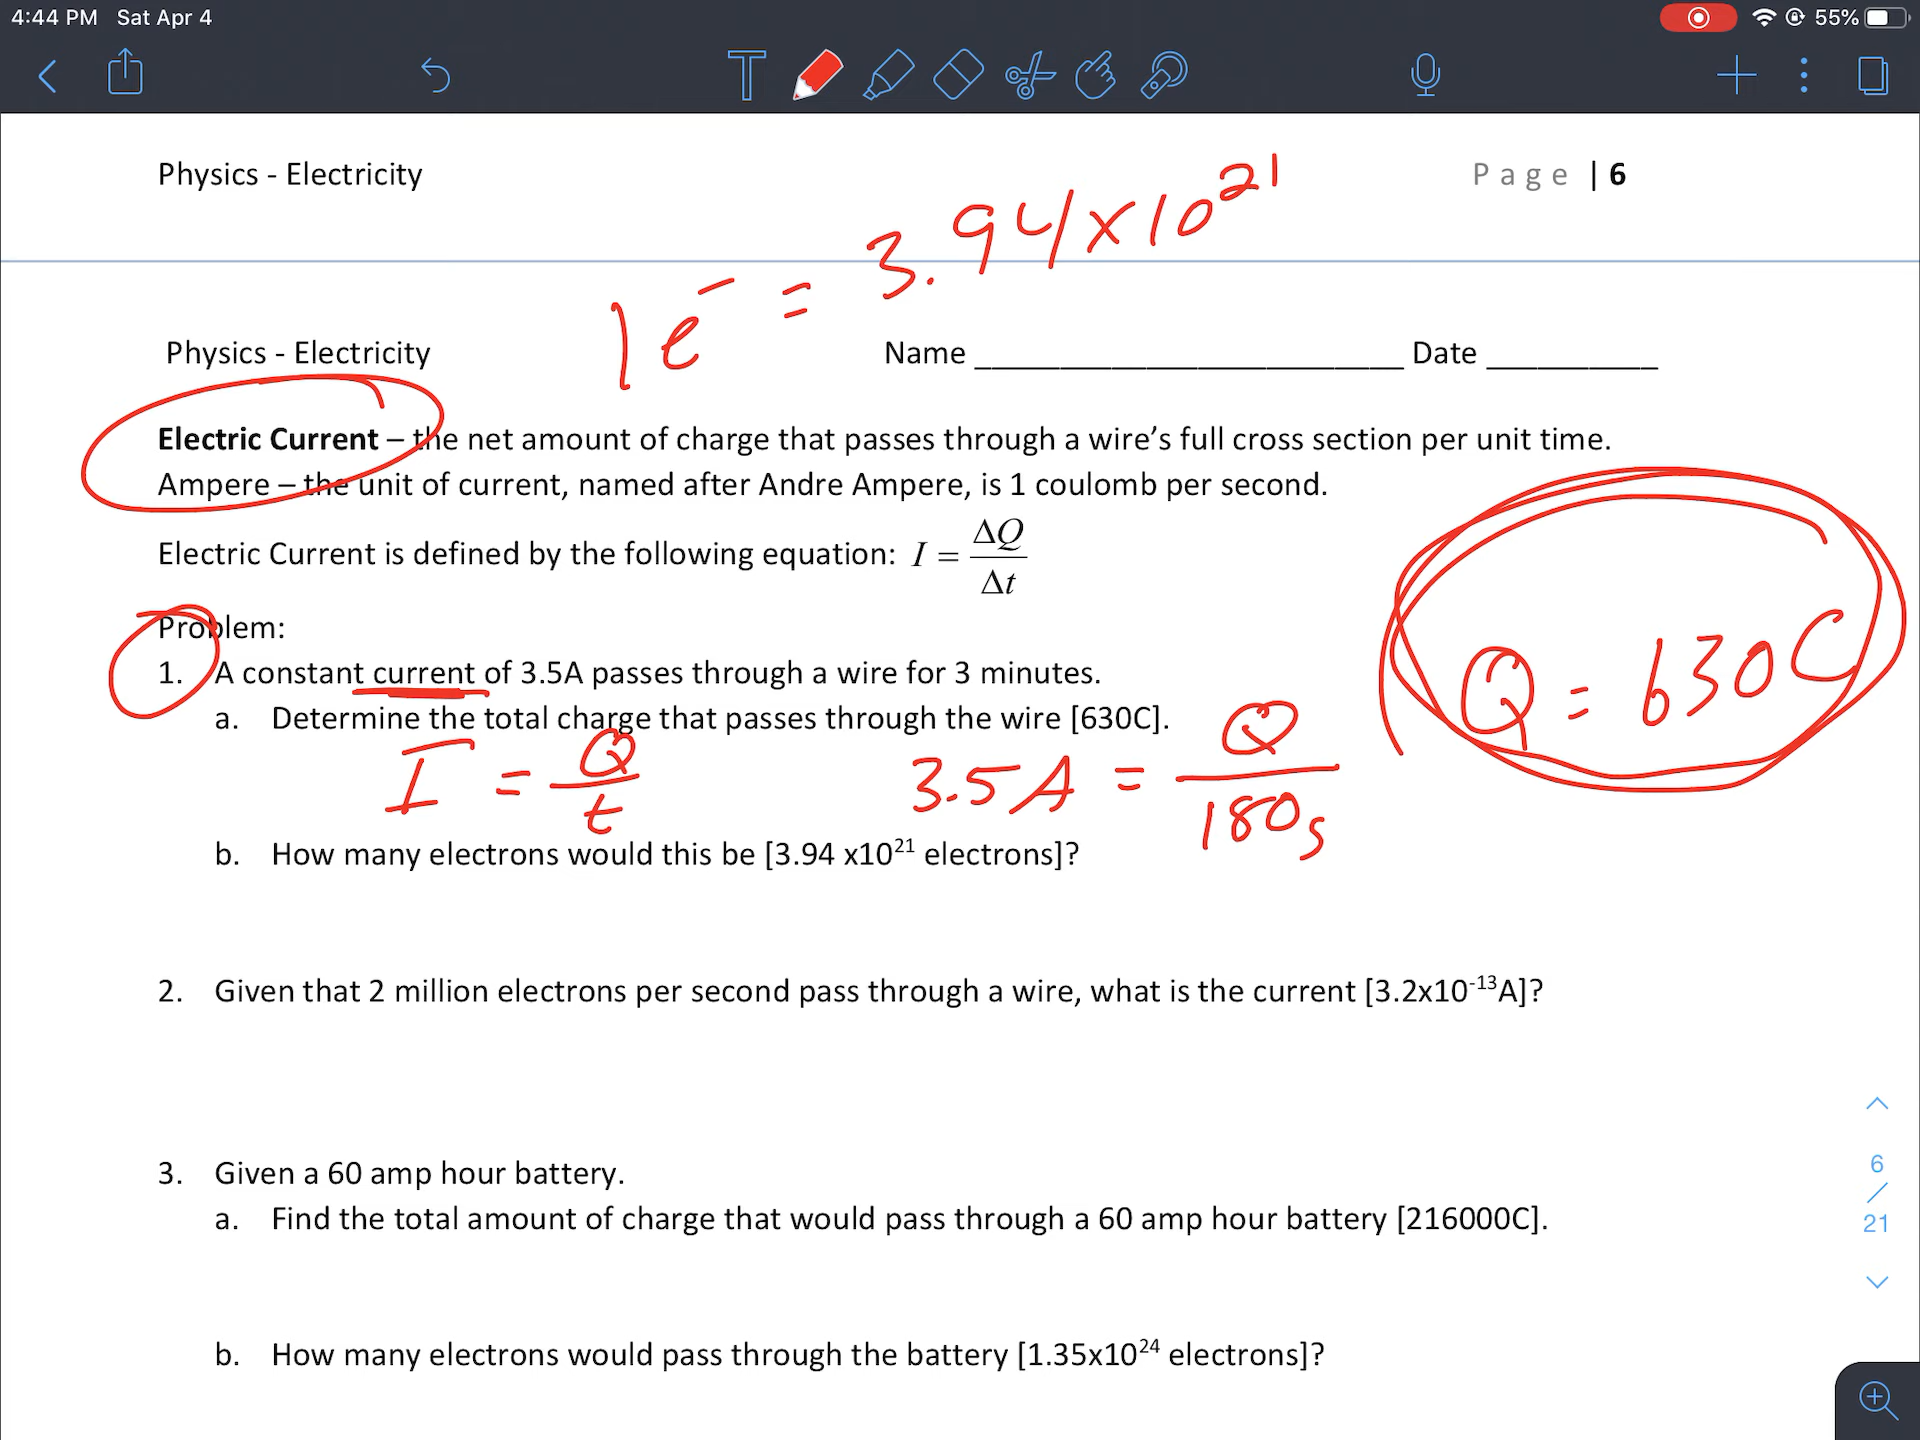 4:44 PM Sat Apr 4 55%
T
Physics - Electricity Page | 6
1 e⁻ = 3.94 x 10²¹
Physics - Electricity Name ________________________ Date __________
Electric Current – the net amount of charge that passes through a wire’s full cross section per unit time.
Ampere – the unit of current, named after Andre Ampere, is 1 coulomb per second.
Electric Current is defined by the following equation: I = ΔQ / Δt
Problem:
1. A constant current of 3.5A passes through a wire for 3 minutes.
a. Determine the total charge that passes through the wire [630C].
Q = 630C
I = Q / t 3.5A = Q / 180s
b. How many electrons would this be [3.94 x10²¹ electrons]?
2. Given that 2 million electrons per second pass through a wire, what is the current [3.2x10⁻¹³A]?
3. Given a 60 amp hour battery.
a. Find the total amount of charge that would pass through a 60 amp hour battery [216000C].
b. How many electrons would pass through the battery [1.35x10²⁴ electrons]?
6
/
21